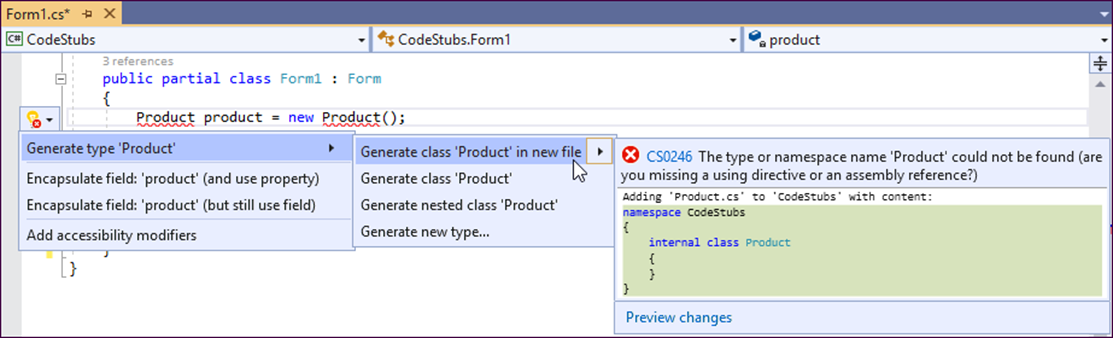 Form1.cs*
CodeStubs
CodeStubs.Form1
product
3 references
public partial class Form1 : Form
{
Product product = new Product();
Generate type 'Product'
Encapsulate field: 'product' (and use property)
Encapsulate field: 'product' (but still use field)
Add accessibility modifiers
Generate class 'Product' in new file
Generate class 'Product'
Generate nested class 'Product'
Generate new type...
CS0246 The type or namespace name 'Product' could not be found (are
you missing a using directive or an assembly reference?)
Adding 'Product.cs' to 'CodeStubs' with content:
namespace CodeStubs
{
internal class Product
{
}
}
Preview changes
}
}